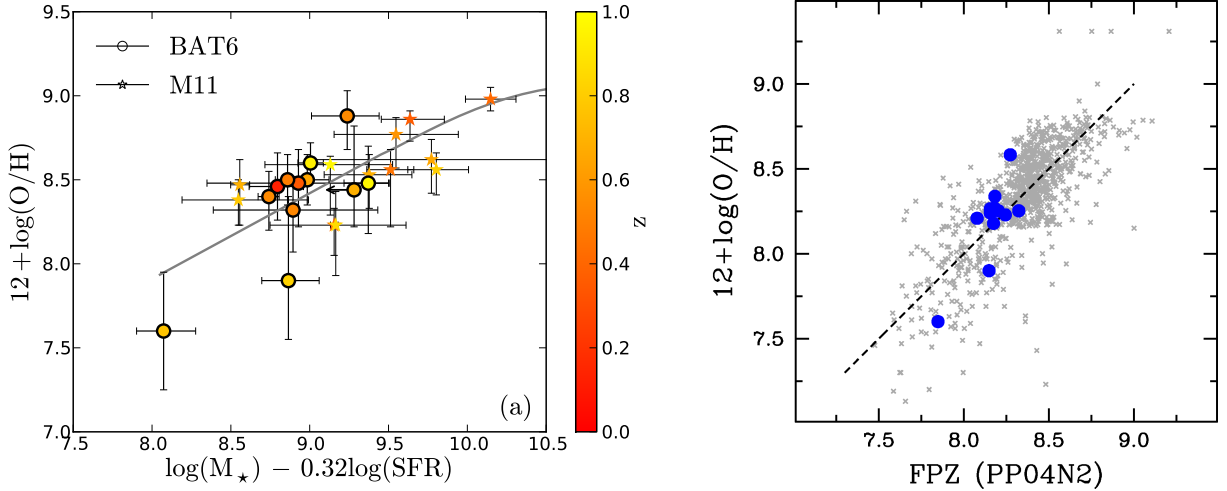 9.5
9.0
8.5
8.0
7.5
7.0
12+log(O/H)
BAT6
M11
(a)
7.5 8.0 8.5 9.0 9.5 10.0 10.5
log(M⋆) − 0.32log(SFR)
1.0
0.8
0.6
0.4
0.2
0.0
z
9.0
8.5
8.0
7.5
12+log(O/H)
7.5 8.0 8.5 9.0
FPZ (PP04N2)